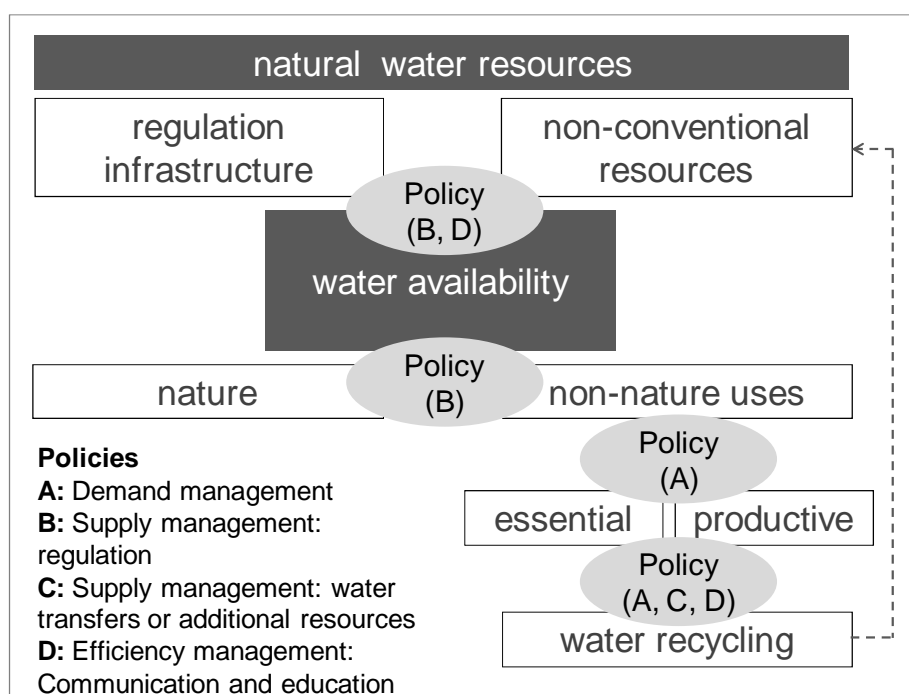 natural water resources
regulation
infrastructure
non-conventional
resources
Policy
(B, D)
water availability
Policy
(B)
nature
non-nature uses
Policy
(A)
essential
productive
Policy
(A, C, D)
water recycling
Policies
A: Demand management
B: Supply management:
regulation
C: Supply management: water
transfers or additional resources
D: Efficiency management:
Communication and education